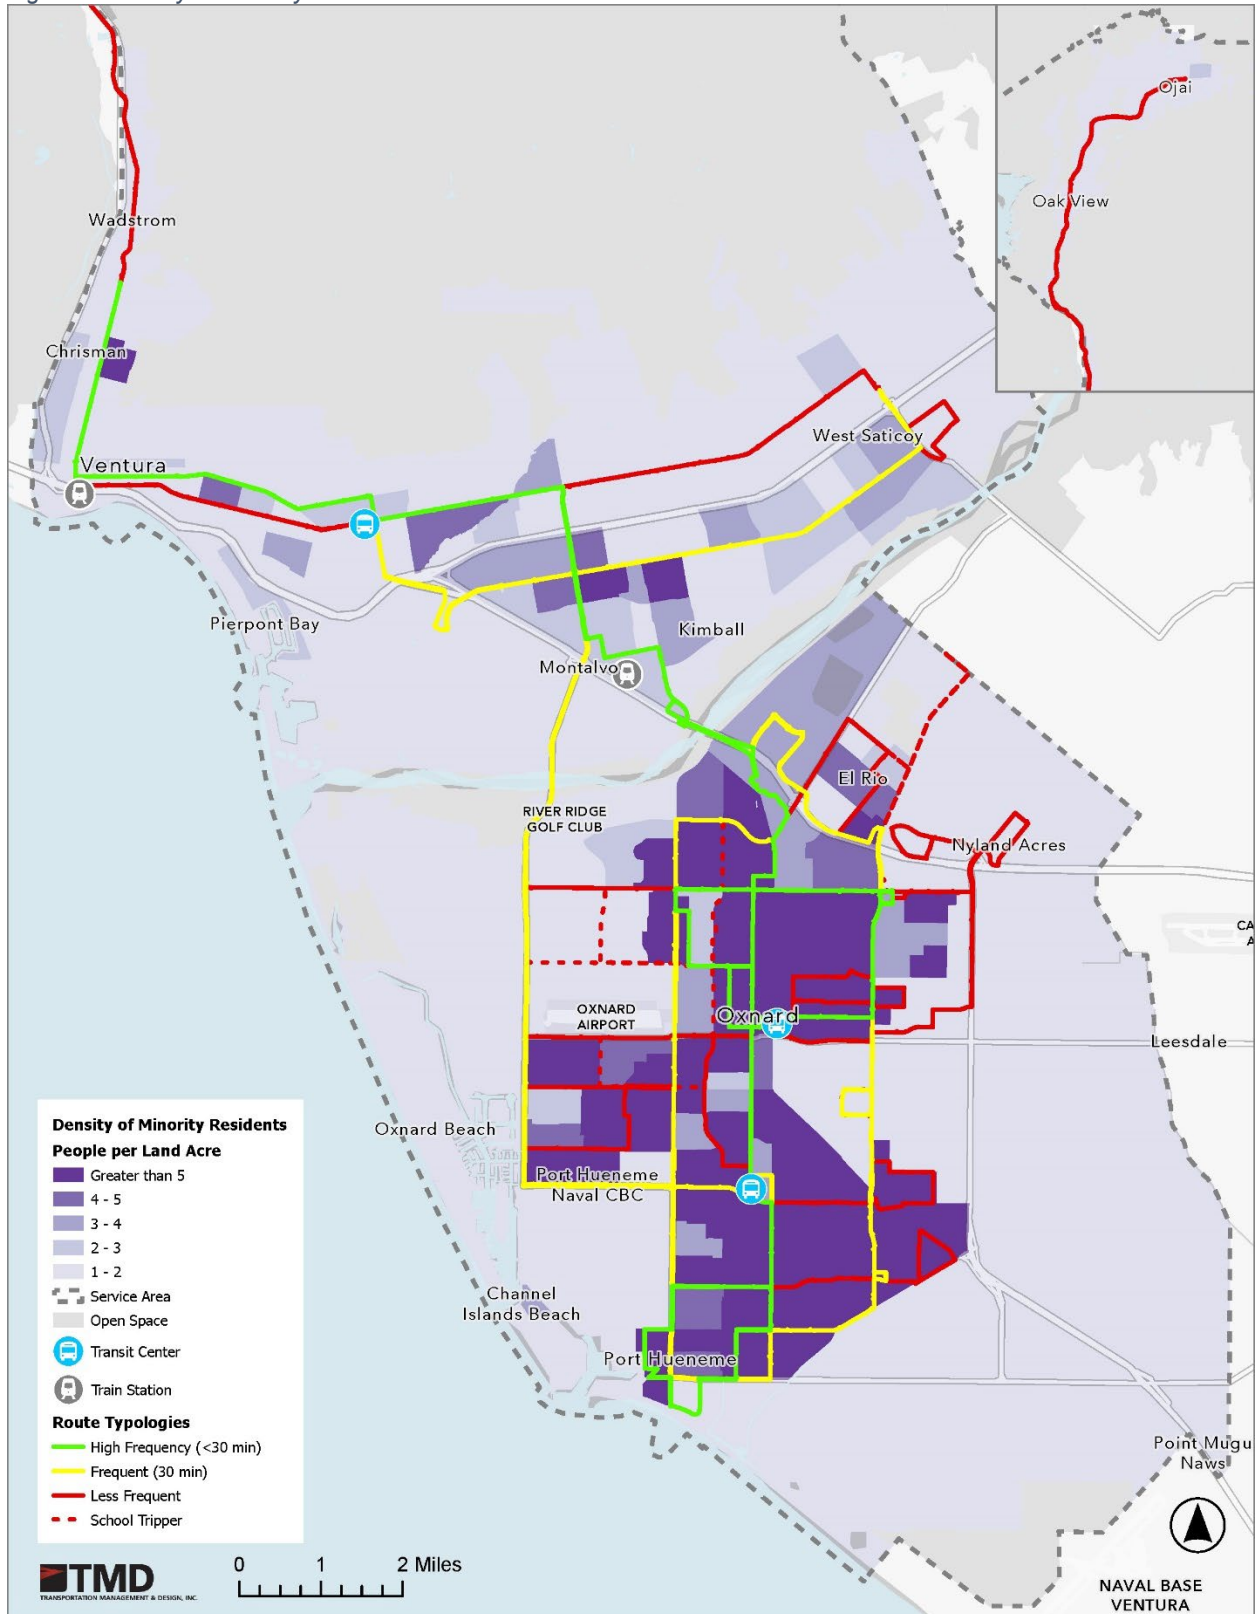 Ojai
Oak View
Wadstrom
Chrisman
Ventura
West Saticoy
Pierpont Bay
Kimball
Montalvo
El Rio
RIVER RIDGE
GOLF CLUB
Nyland Acres
CA
A
OXNARD
AIRPORT
Oxnard
Leesdale
Oxnard Beach
Port Hueneme
Naval CBC
Channel
Islands Beach
Port Hueneme
Point Mugu
Naws
NAVAL BASE
VENTURA
Density of Minority Residents
People per Land Acre
Greater than 5
4 - 5
3 - 4
2 - 3
1 - 2
Service Area
Open Space
Transit Center
Train Station
Route Typologies
High Frequency (<30 min)
Frequent (30 min)
Less Frequent
School Tripper
TMD
TRANSPORTATION MANAGEMENT & DESIGN, INC.
0 1 2 Miles